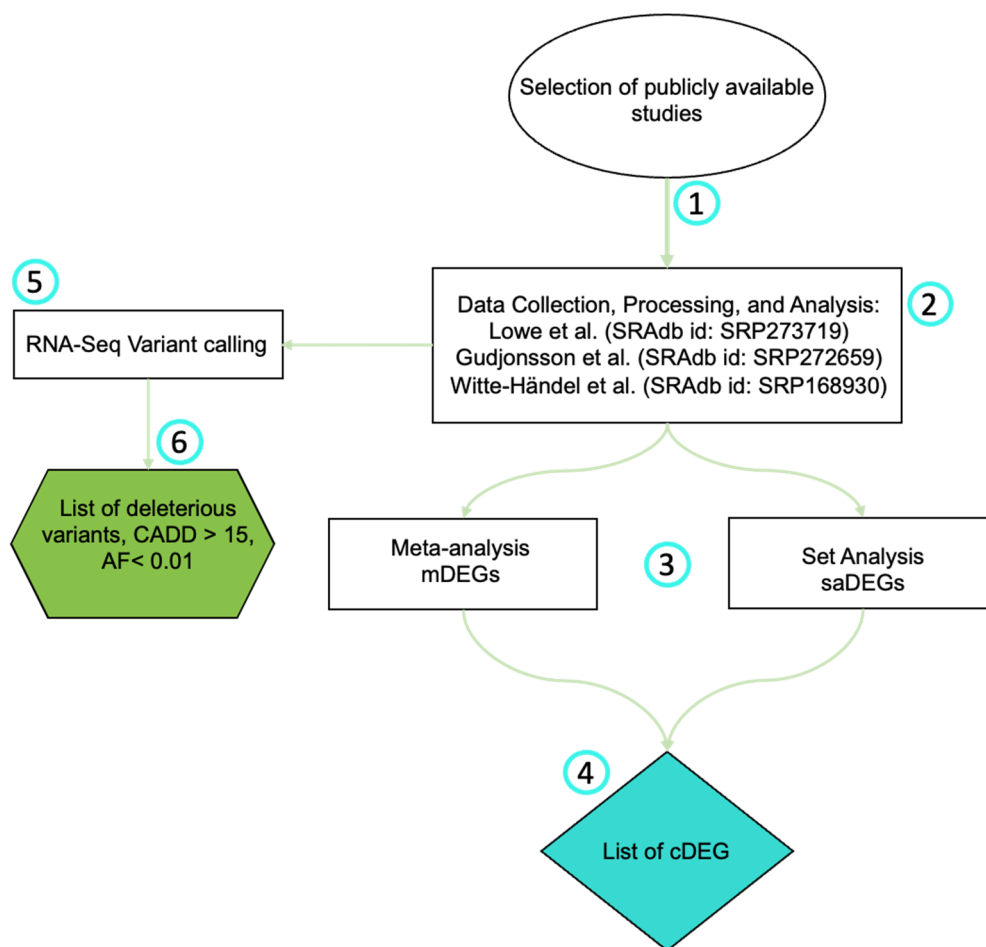 Selection of publicly available
studies
1
2
Data Collection, Processing, and Analysis:
Lowe et al. (SRAdb id: SRP273719)
Gudjonsson et al. (SRAdb id: SRP272659)
Witte-Händel et al. (SRAdb id: SRP168930)
5
RNA-Seq Variant calling
6
List of deleterious
variants, CADD > 15,
AF< 0.01
Meta-analysis
mDEGs
3
Set Analysis
saDEGs
4
List of cDEG